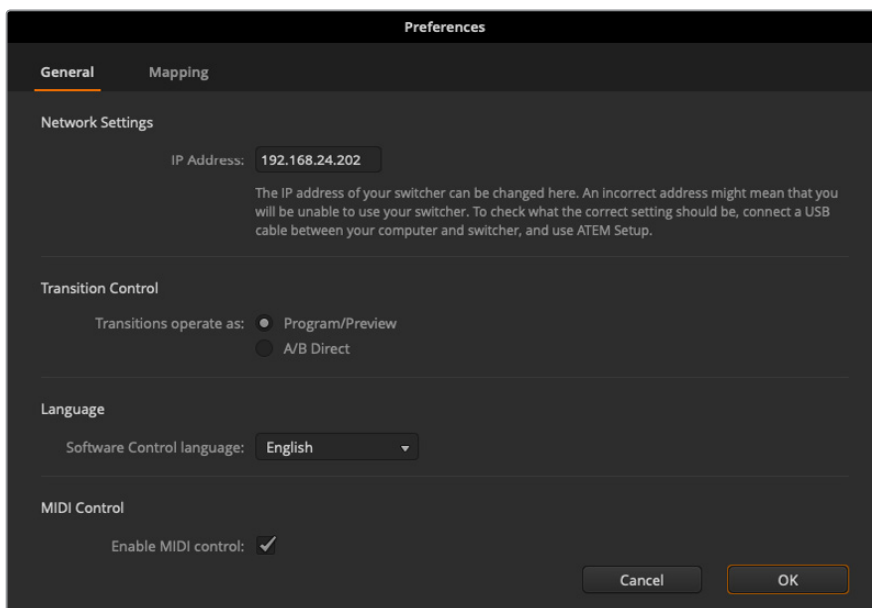 Preferences
General Mapping
Network Settings
IP Address: 192.168.24.202
The IP address of your switcher can be changed here. An incorrect address might mean that you
will be unable to use your switcher. To check what the correct setting should be, connect a USB
cable between your computer and switcher, and use ATEM Setup.
Transition Control
Transitions operate as: Program/Preview
A/B Direct
Language
Software Control language: English
MIDI Control
Enable MIDI control:
Cancel OK